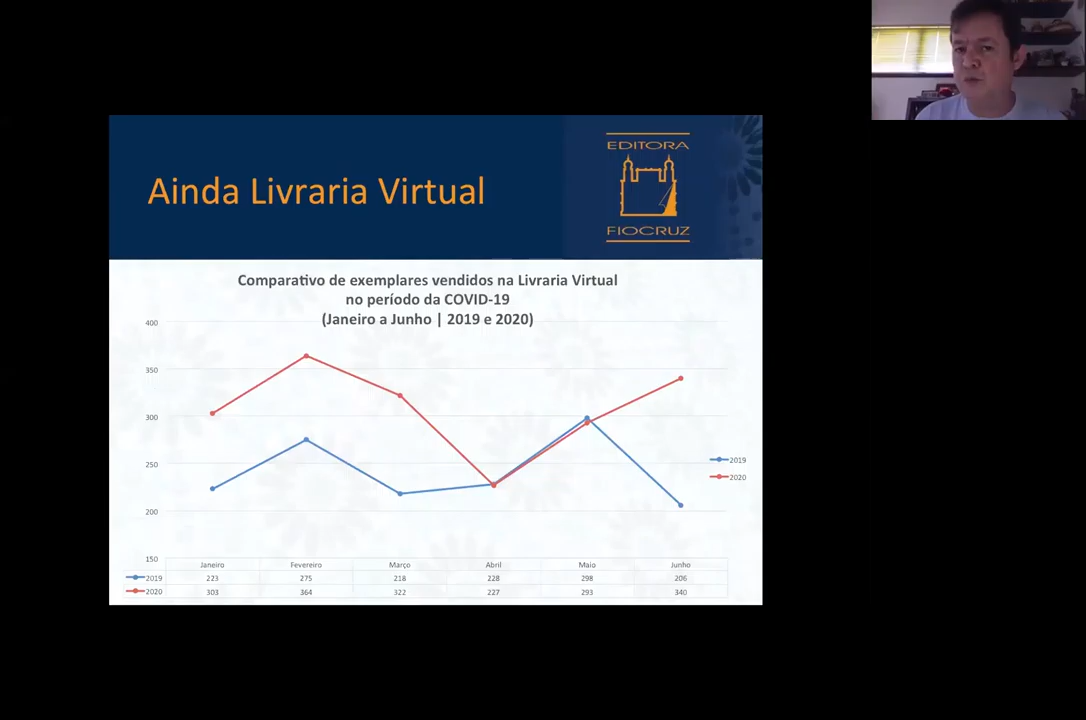 Ainda Livraria Virtual
EDITORA
FIOCRUZ
Comparativo de exemplares vendidos na Livraria Virtual
no período da COVID-19
(Janeiro a Junho | 2019 e 2020)
400
350
300
250
200
150
2019
2020
Janeiro Fevereiro Março Abril Maio Junho
2019 223 275 218 228 298 206
2020 303 364 322 227 293 340